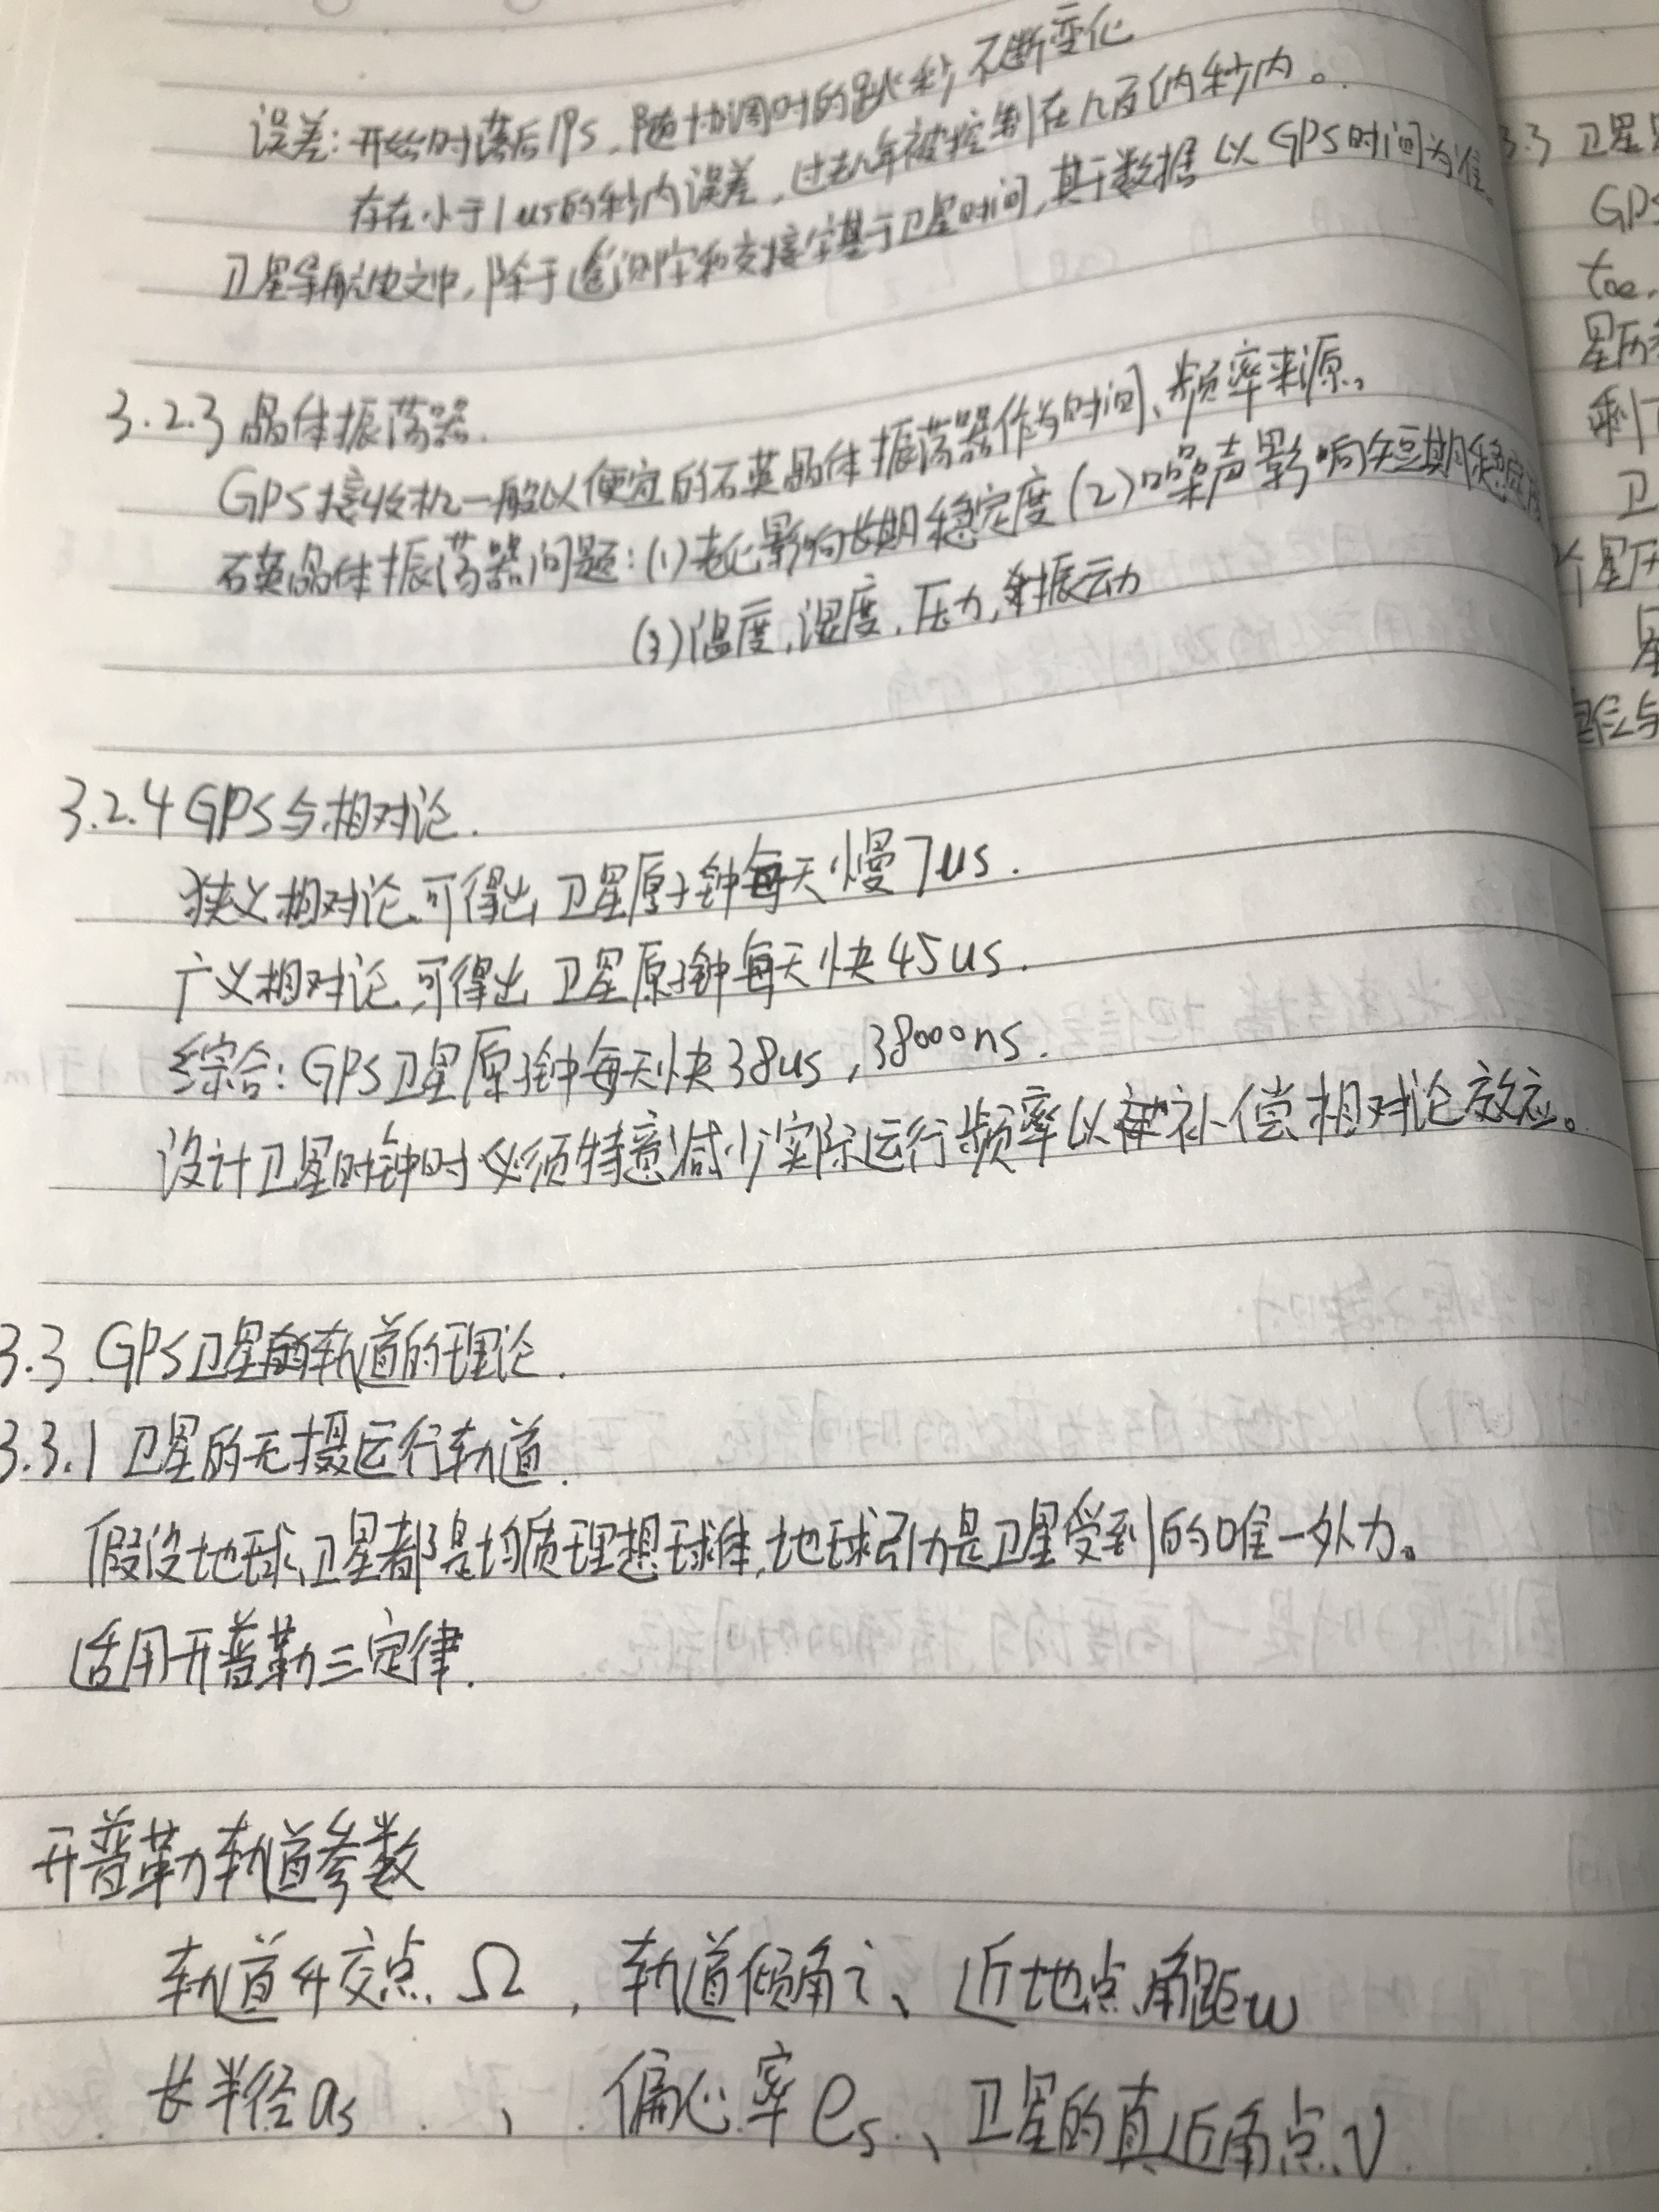 误差:开始时落后19s,随协调时的跳秒不断变化
存在小于1us的秒内误差,过去几年被控制在几百纳秒内。
卫星导航电文中,除于遥测字和交接字基于卫星时间,其于数据以GPS时间为准
3.2.3 晶体振荡器.
GPS接收机一般以便宜的石英晶体振荡器作为时间、频率来源。
石英晶体振荡器问题:(1)老化影响长期稳定度(2)噪声影响短期稳定度
(3)温度,湿度,压力,振动
3.2.4 GPS与相对论.
狭义相对论可得出 卫星原子钟每天慢7us.
广义相对论可得出 卫星原子钟每天快45us.
综合:GPS卫星原子钟每天快38us,38000ns.
设计卫星时钟时必须特意减少实际运行频率以补偿相对论效应。
3.3 GPS卫星轨道的理论.
3.3.1 卫星的无摄运行轨道.
假设地球、卫星都是均质理想球体,地球引力是卫星受到的唯一外力。
适用开普勒三定律.
开普勒轨道参数
轨道升交点 Ω,轨道倾角i、近地点角距ω
长半径as、偏心率es、卫星的真近角点ν
3.3 卫星
GPS
toe,
星历
剩下
卫
个星历